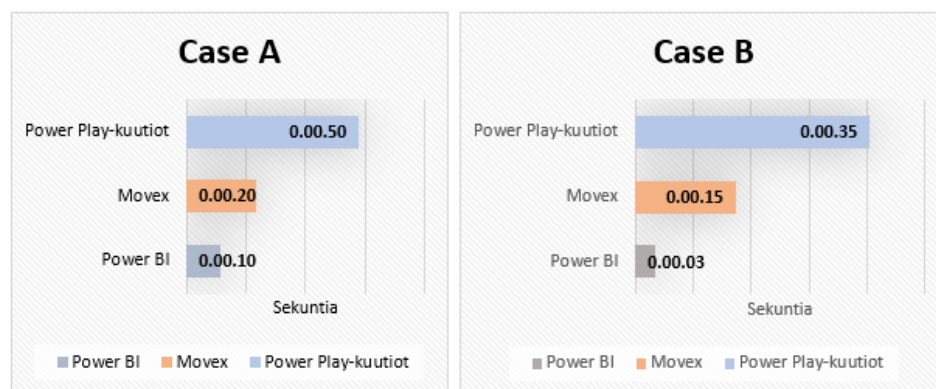 Case A
Power Play-kuutiot 0.00.50
Movex 0.00.20
Power BI 0.00.10
Sekuntia
Power BI Movex Power Play-kuutiot
Case B
Power Play-kuutiot 0.00.35
Movex 0.00.15
Power BI 0.00.03
Sekuntia
Power BI Movex Power Play-kuutiot